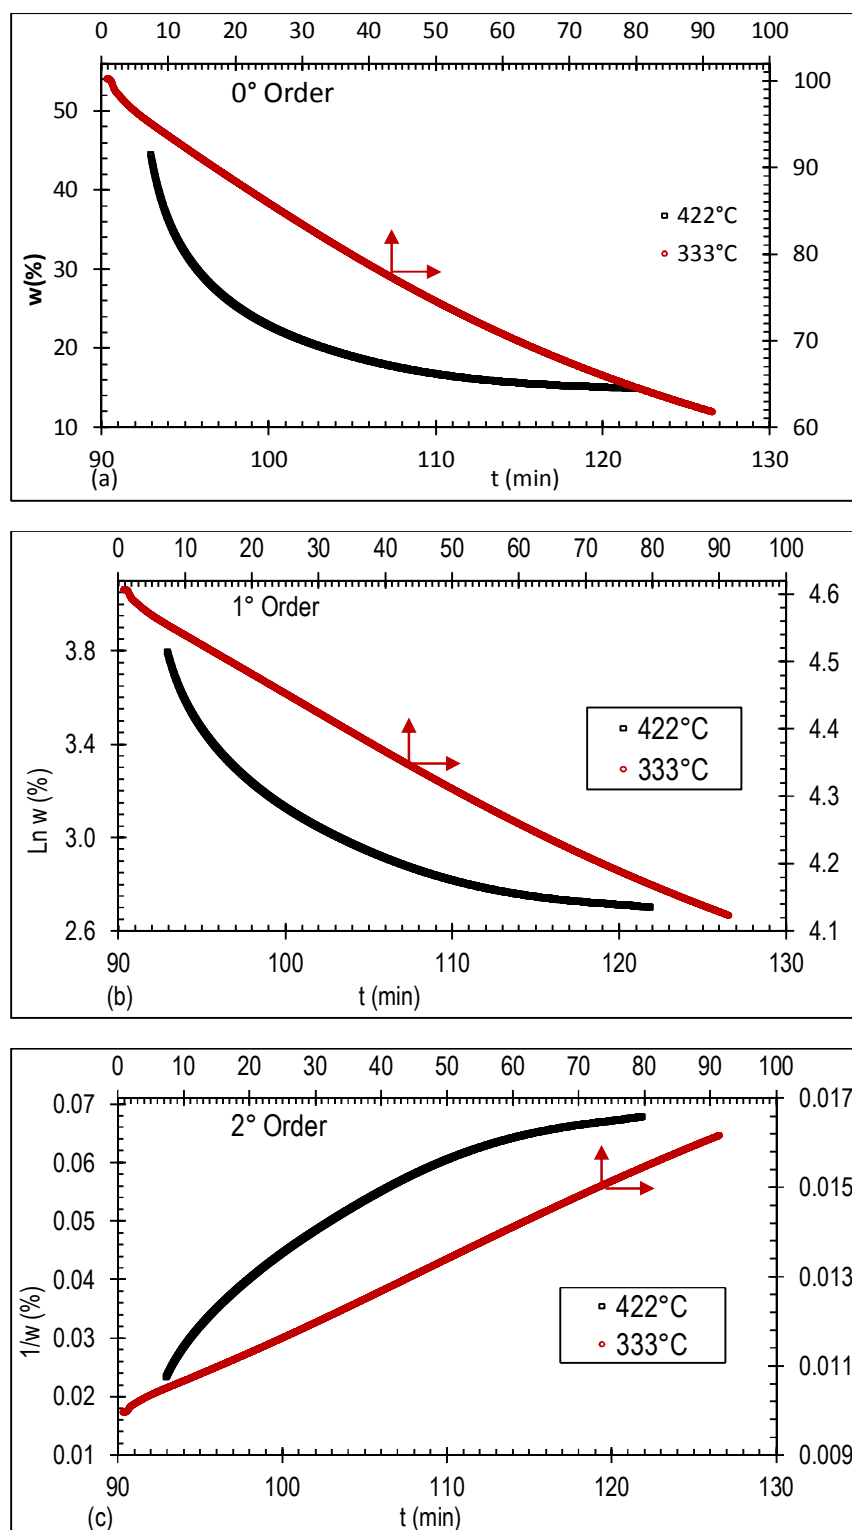 0 10 20 30 40 50 60 70 80 90 100
0° Order
50
40
30
20
10
w(%)
100
90
80
70
60
422°C
333°C
90 100 110 120 130
(a)
t (min)
0 10 20 30 40 50 60 70 80 90 100
1° Order
3.8
3.4
3.0
2.6
Ln w (%)
4.6
4.5
4.4
4.3
4.2
4.1
422°C
333°C
90 100 110 120 130
(b)
t (min)
0 10 20 30 40 50 60 70 80 90 100
2° Order
0.07
0.06
0.05
0.04
0.03
0.02
0.01
1/w (%)
0.017
0.015
0.013
0.011
0.009
422°C
333°C
90 100 110 120 130
(c)
t (min)